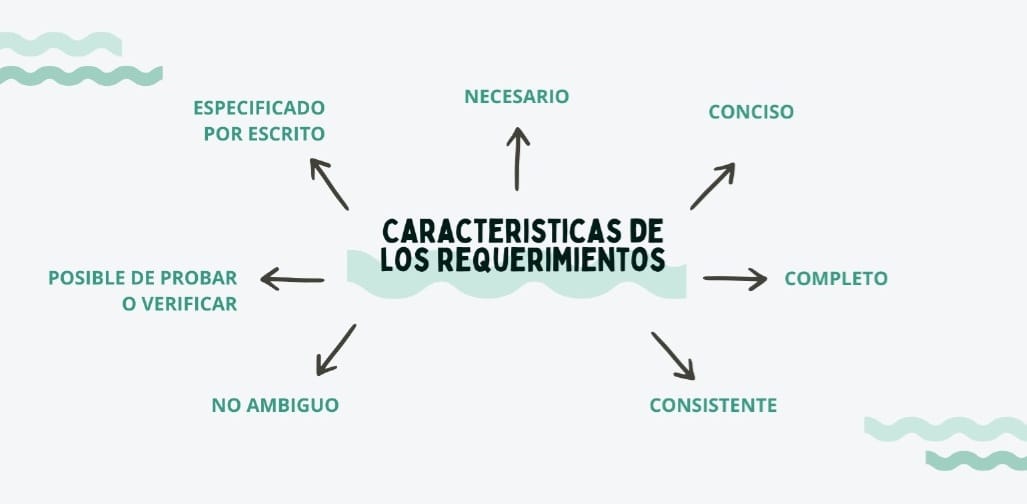 NECESARIO
ESPECIFICADO
POR ESCRITO
CONCISO
CARACTERISTICAS DE
LOS REQUERIMIENTOS
POSIBLE DE PROBAR
O VERIFICAR
COMPLETO
NO AMBIGUO
CONSISTENTE